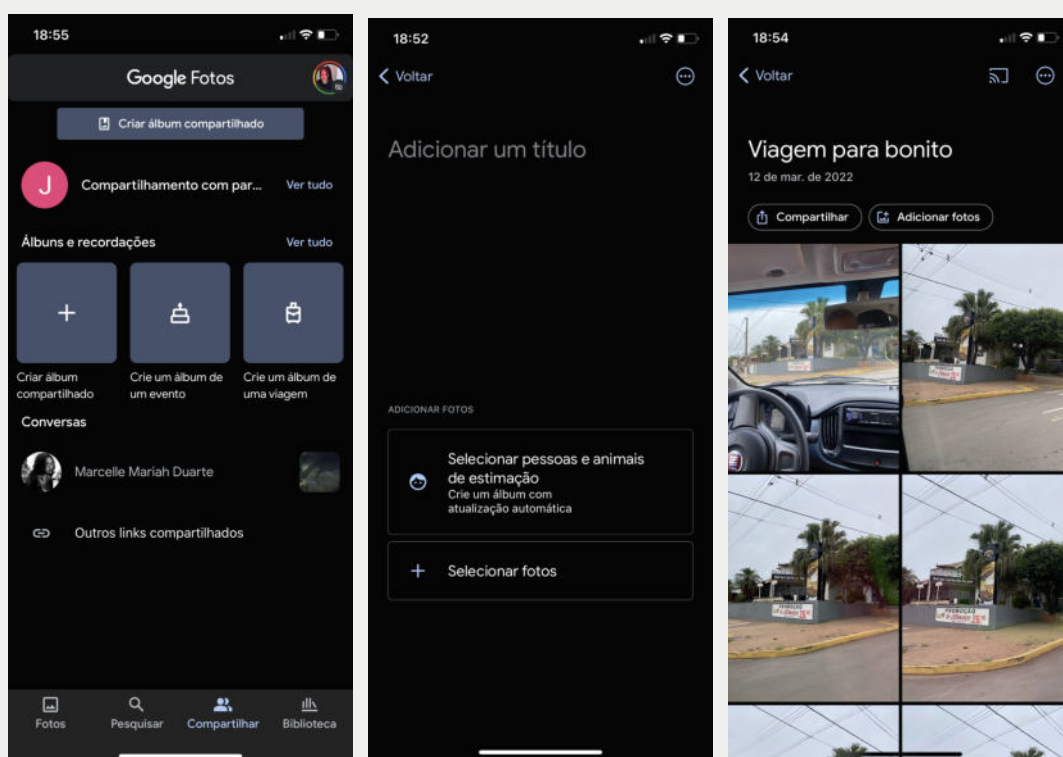 18:55
Google Fotos
Criar álbum compartilhado
J
Compartilhamento com par...
Ver tudo
Álbuns e recordações
Ver tudo
Criar álbum
compartilhado
Crie um álbum de
um evento
Crie um álbum de
uma viagem
Conversas
Marcelle Mariah Duarte
Outros links compartilhados
Fotos
Pesquisar
Compartilhar
Biblioteca
18:52
Voltar
Adicionar um título
ADICIONAR FOTOS
Selecionar pessoas e animais
de estimação
Crie um álbum com
atualização automática
Selecionar fotos
18:54
Voltar
Viagem para bonito
12 de mar. de 2022
Compartilhar
Adicionar fotos
PROMOÇÃO
PROMOÇÃO